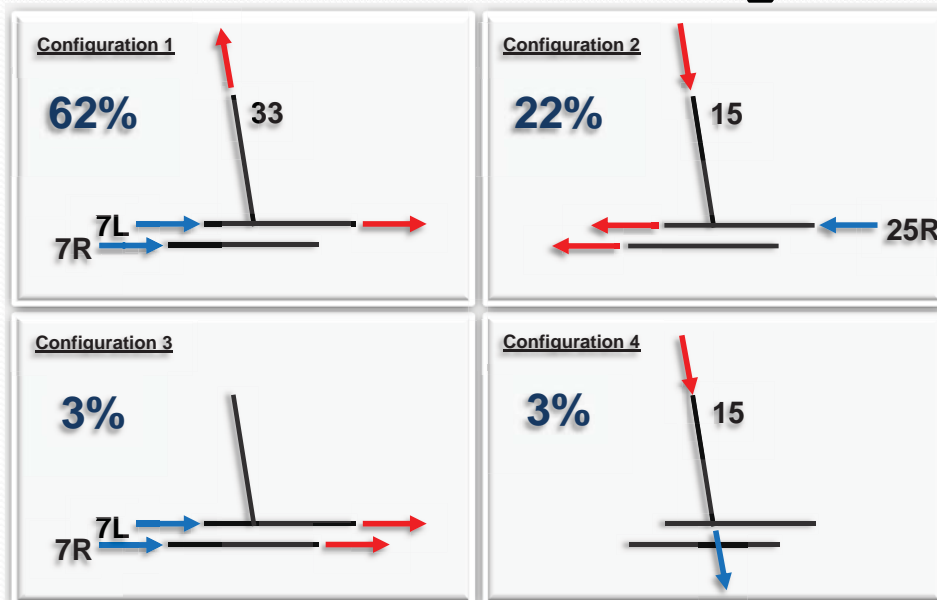 Configuration 1
62%
33
7L
7R
Configuration 2
22%
15
25R
Configuration 3
3%
7L
7R
Configuration 4
3%
15